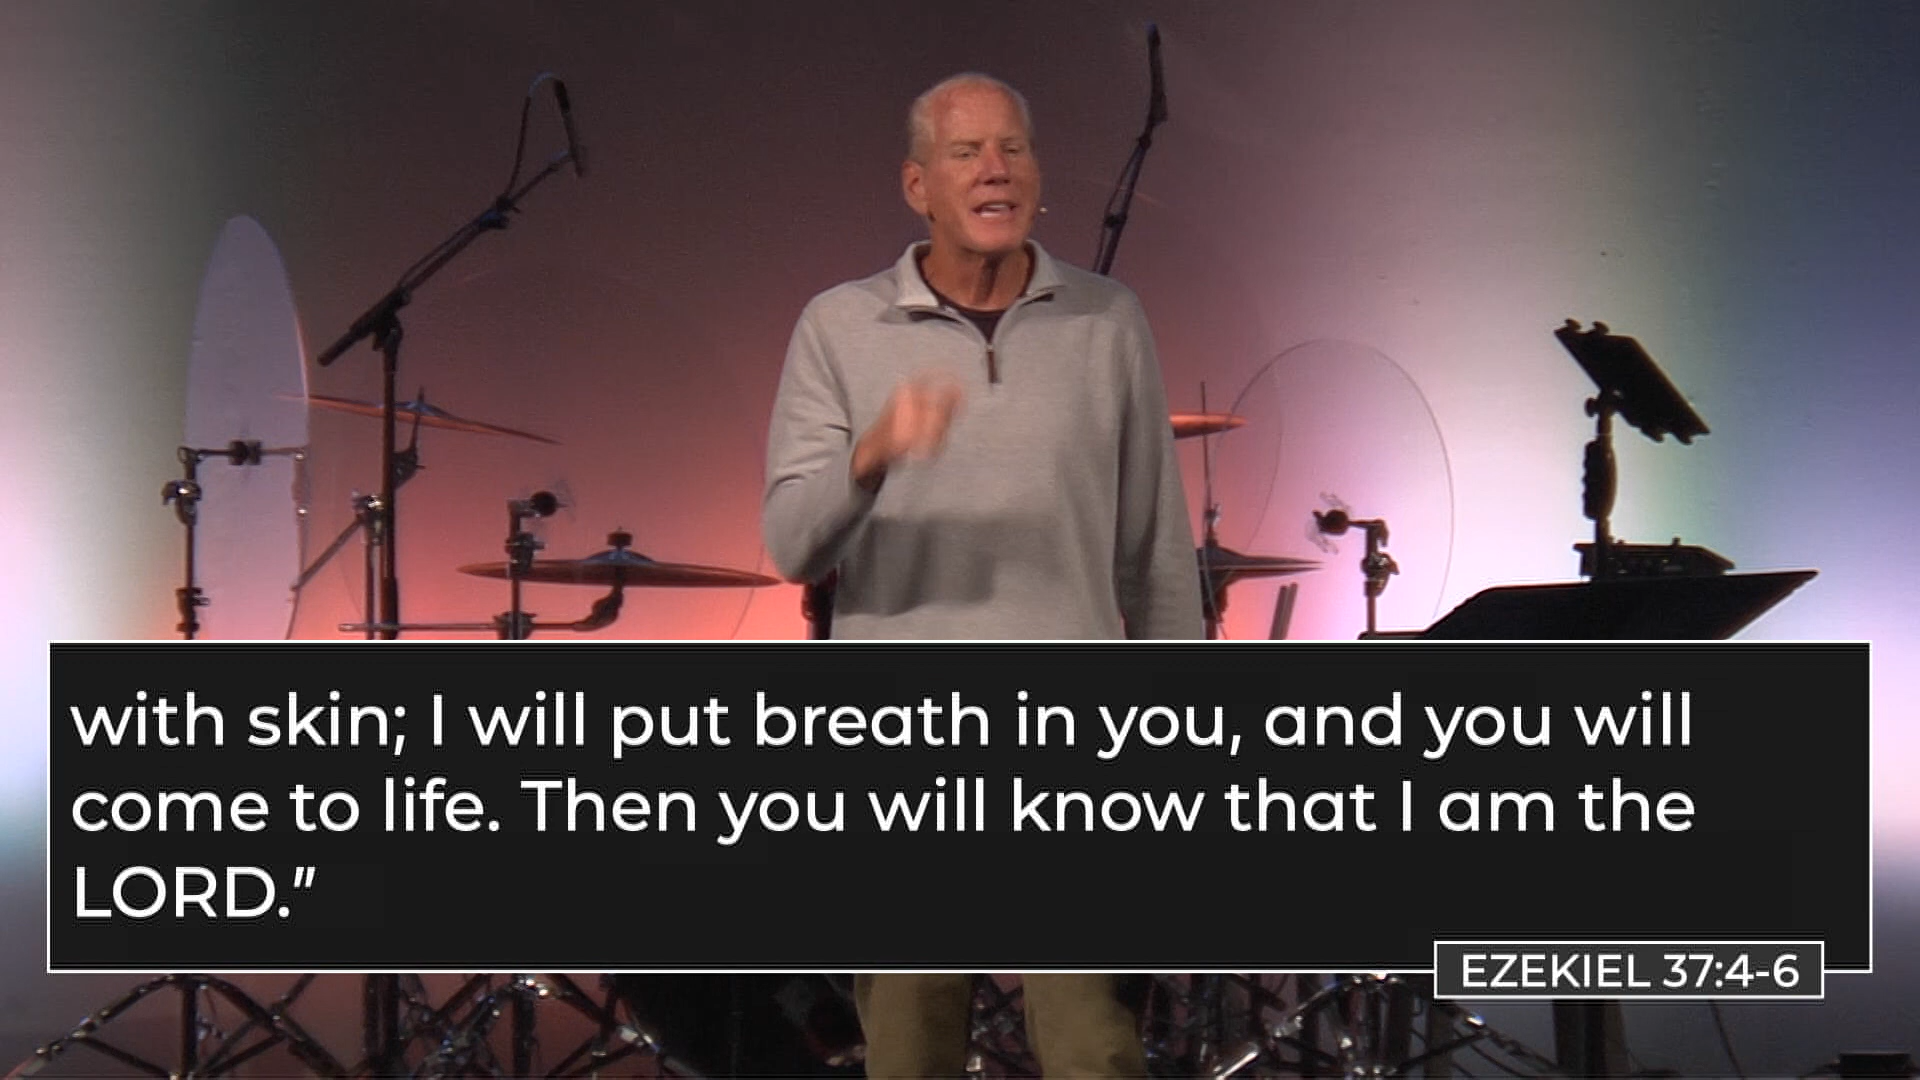 with skin; I will put breath in you, and you will
come to life. Then you will know that I am the
LORD.”
EZEKIEL 37:4-6